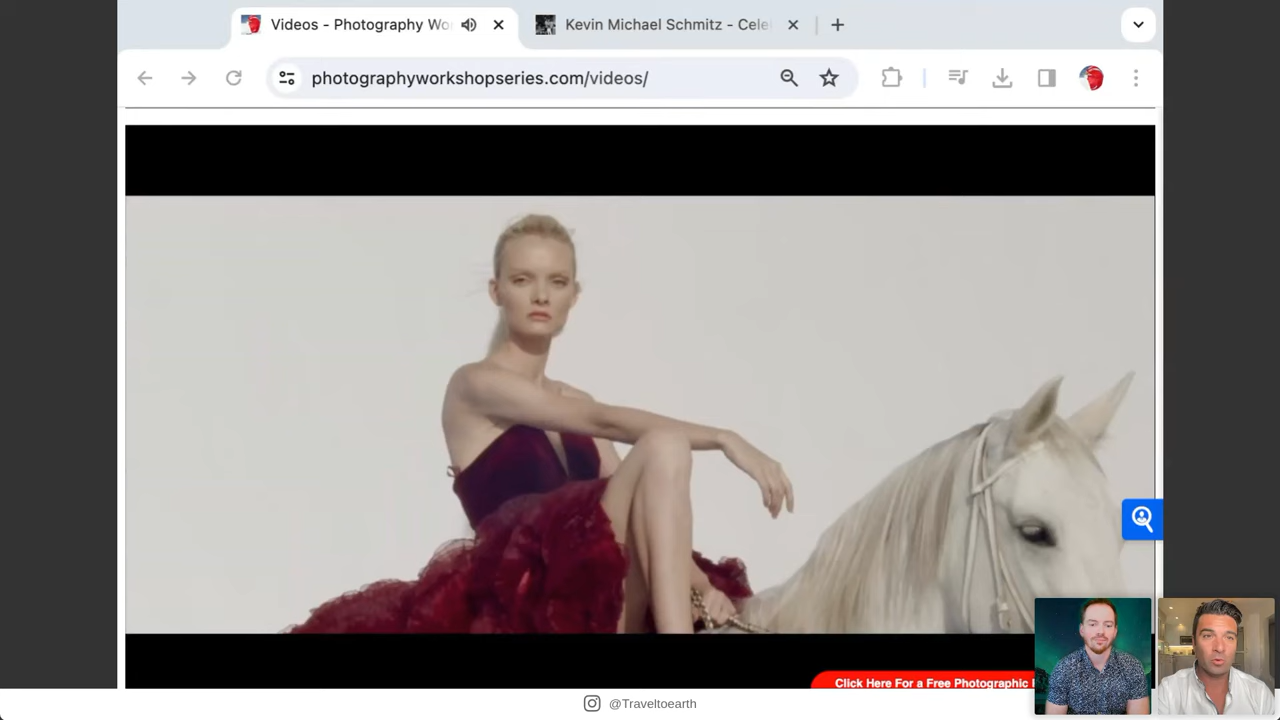 Videos - Photography Wo
Kevin Michael Schmitz - Cele
photographyworkshopseries.com/videos/
Click Here For a Free Photographic
@Traveltoearth